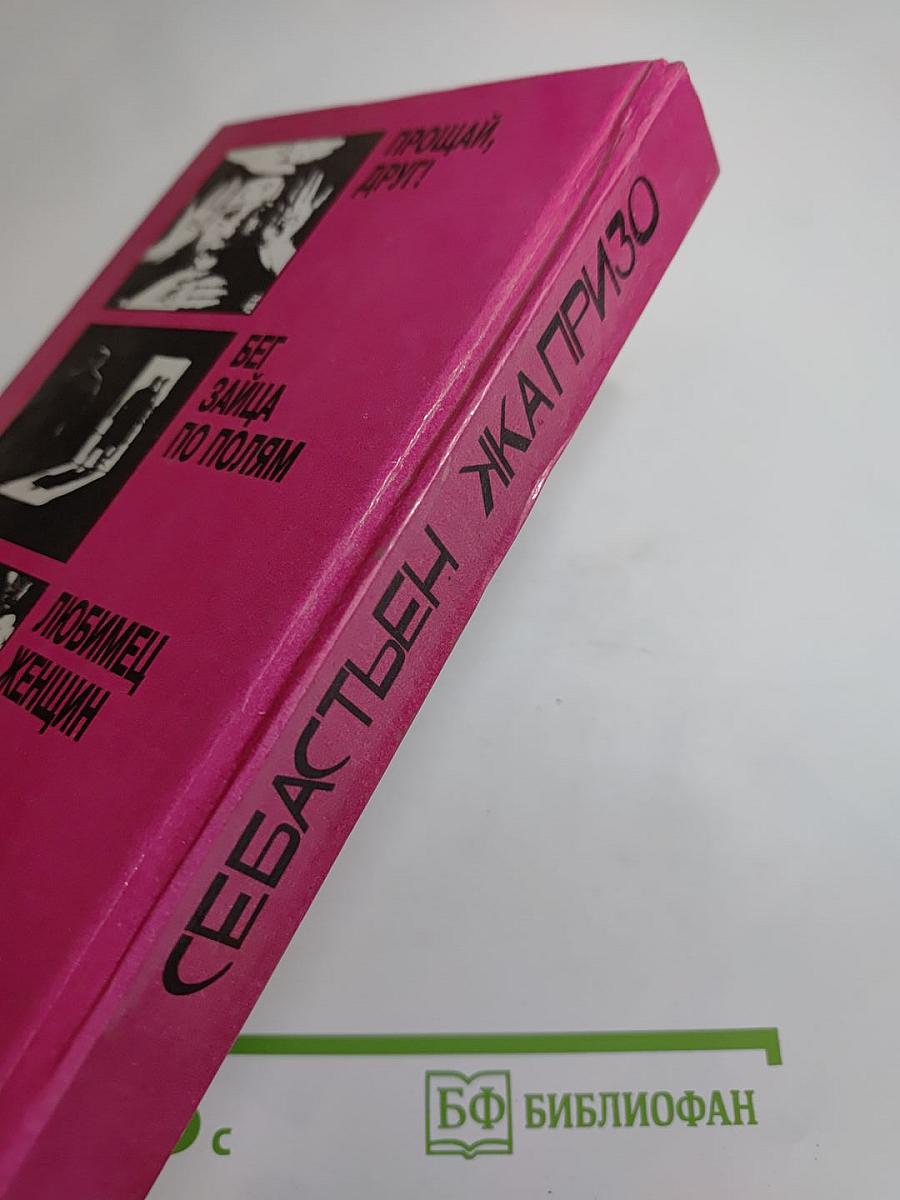 ПРОЩАЙ,
ДРУГ!
БЕГ
ЗАЙЦА
ПО ПОЛЯМ
ЛЮБИМЕЦ
ЖЕНЩИН
СЕБАСТЬЕН ЖАПРИЗО
с
БФ БИБЛИОФАН